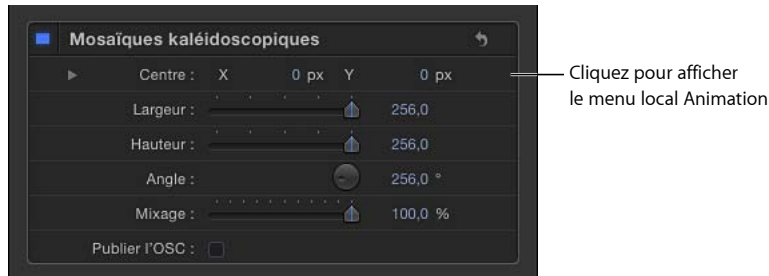 Mosaïques kaléidoscopiques
Centre : X 0 px Y 0 px
Cliquez pour afficher
le menu local Animation
Largeur : 256,0
Hauteur : 256,0
Angle : 256,0 °
Mixage : 100,0 %
Publier l'OSC :